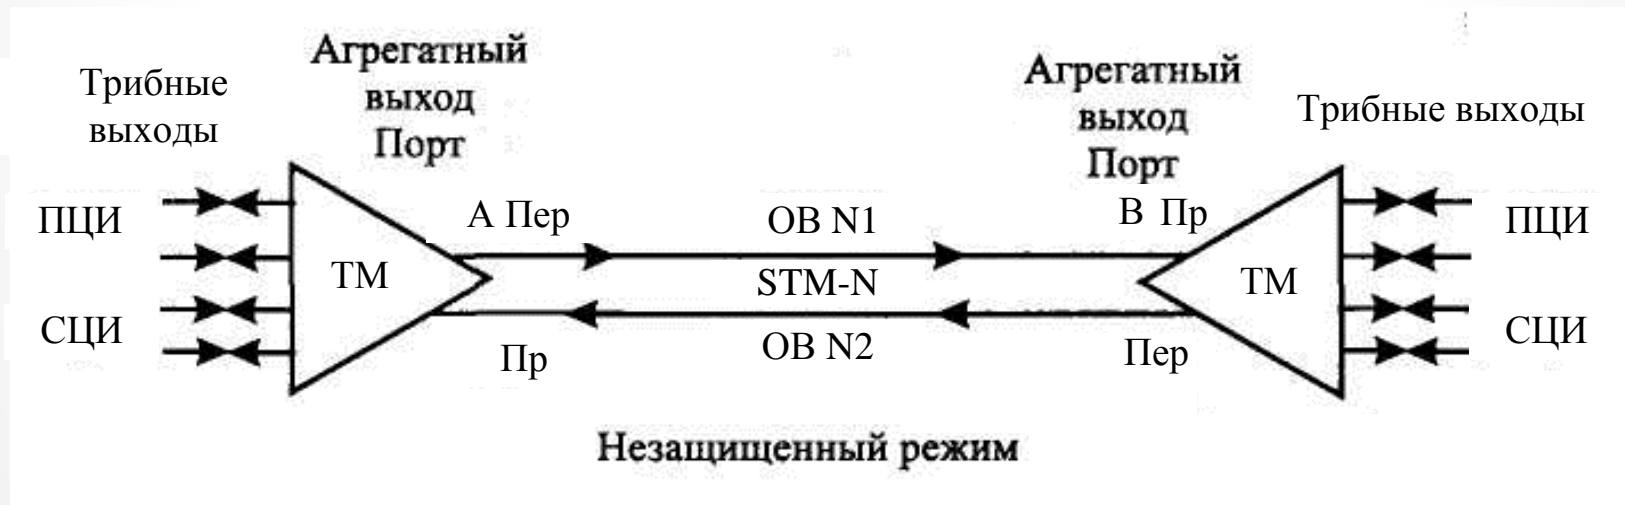 Агрегатный
выход
Порт
Трибные
выходы
Агрегатный
выход
Порт
Трибные выходы
ПЦИ
А Пер
ОВ N1
В Пр
ПЦИ
ТМ
STM-N
ТМ
СЦИ
Пр
ОВ N2
Пер
СЦИ
Незащищенный режим